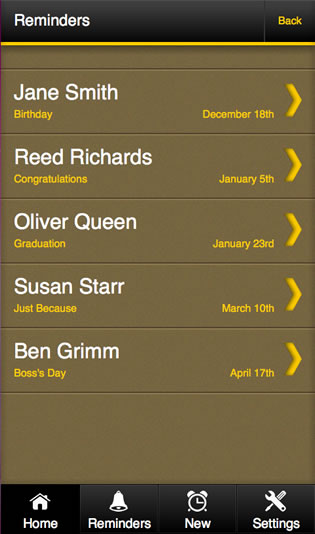 Reminders Back
Jane Smith
Birthday December 18th
Reed Richards
Congratulations January 5th
Oliver Queen
Graduation January 23rd
Susan Starr
Just Because March 10th
Ben Grimm
Boss's Day April 17th
Home Reminders New Settings